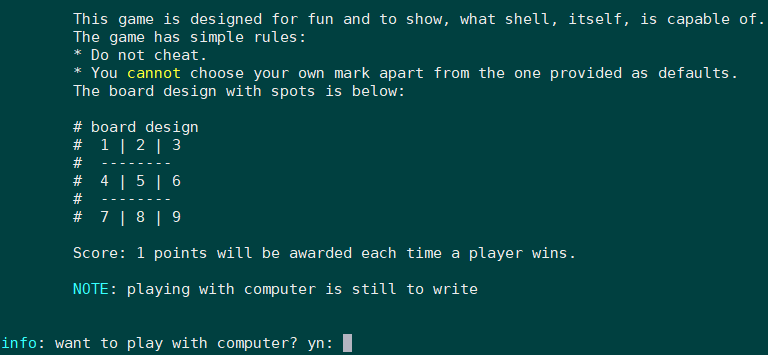 This game is designed for fun and to show, what shell, itself, is capable of.
The game has simple rules:
* Do not cheat.
* You cannot choose your own mark apart from the one provided as defaults.
The board design with spots is below:
# board design
#  1 | 2 | 3
#  --------
#  4 | 5 | 6
#  --------
#  7 | 8 | 9
Score: 1 points will be awarded each time a player wins.
NOTE: playing with computer is still to write
info: want to play with computer? yn: